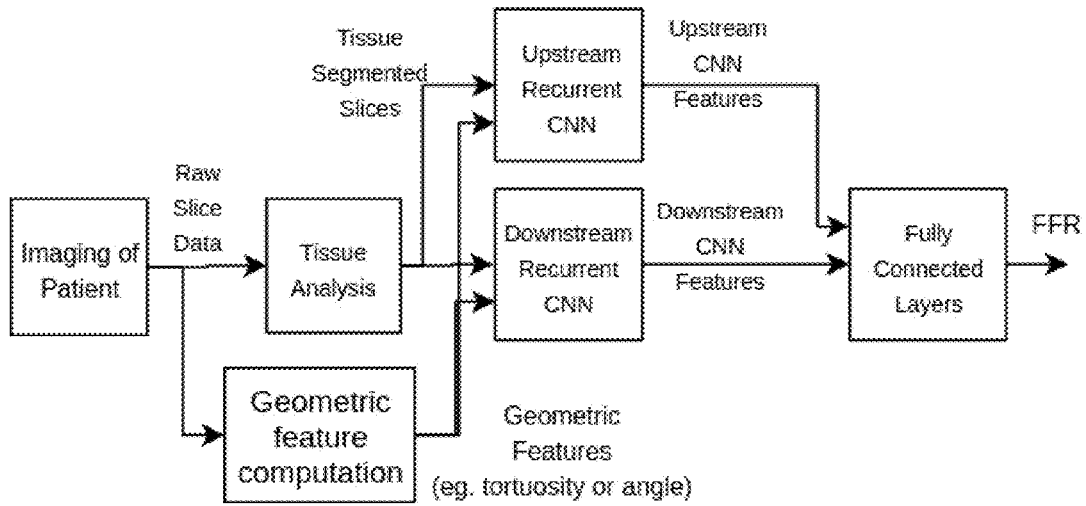 Imaging of
Patient
Raw
Slice
Data
Tissue
Analysis
Geometric
feature
computation
Tissue
Segmented
Slices
Geometric
Features
(eg. tortuosity or angle)
Upstream
Recurrent
CNN
Downstream
Recurrent
CNN
Upstream
CNN
Features
Downstream
CNN
Features
Fully
Connected
Layers
FFR